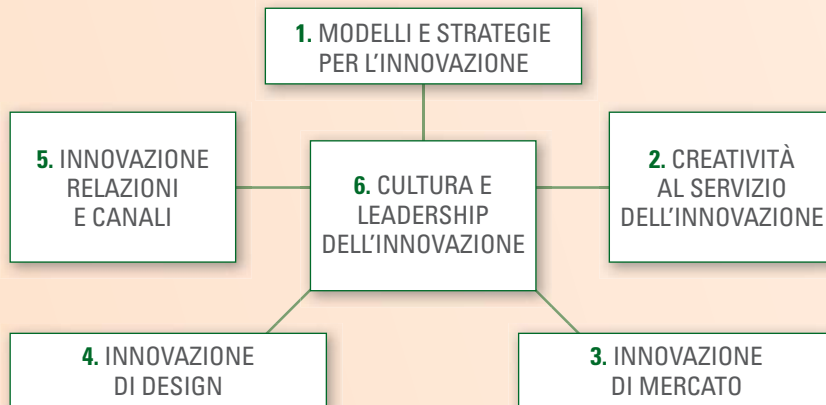 1. MODELLI E STRATEGIE
PER L'INNOVAZIONE
5. INNOVAZIONE
RELAZIONI
E CANALI
6. CULTURA E
LEADERSHIP
DELL'INNOVAZIONE
2. CREATIVITÀ
AL SERVIZIO
DELL'INNOVAZIONE
4. INNOVAZIONE
DI DESIGN
3. INNOVAZIONE
DI MERCATO